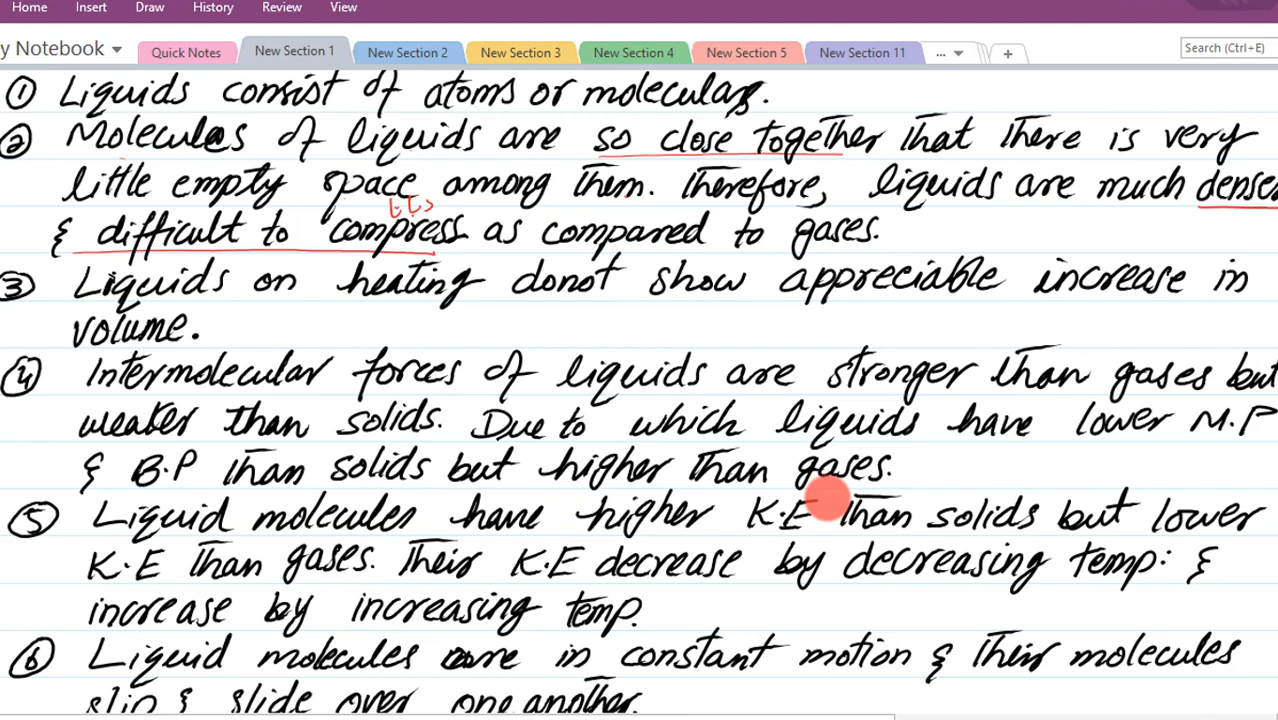 Home Insert Draw History Review View
y Notebook Quick Notes New Section 1 New Section 2 New Section 3 New Section 4 New Section 5 New Section 11 ... + Search (Ctrl+E)
① Liquids consist of atoms or moleculars.
② Molecules of liquids are so close together that there is very
little empty space among them. Therefore, liquids are much dense
& difficult to compress as compared to gases.
③ Liquids on heating donot show appreciable increase in
volume.
④ Intermolecular forces of liquids are stronger than gases but
weaker than solids. Due to which liquids have lower M.P
& B.P than solids but higher than gases.
⑤ Liquid molecules have higher K.E than solids but lower
K.E than gases. Their K.E decrease by decreasing temp: &
increase by increasing temp.
⑥ Liquid molecules are in constant motion & their molecules
slip & slide over one another.